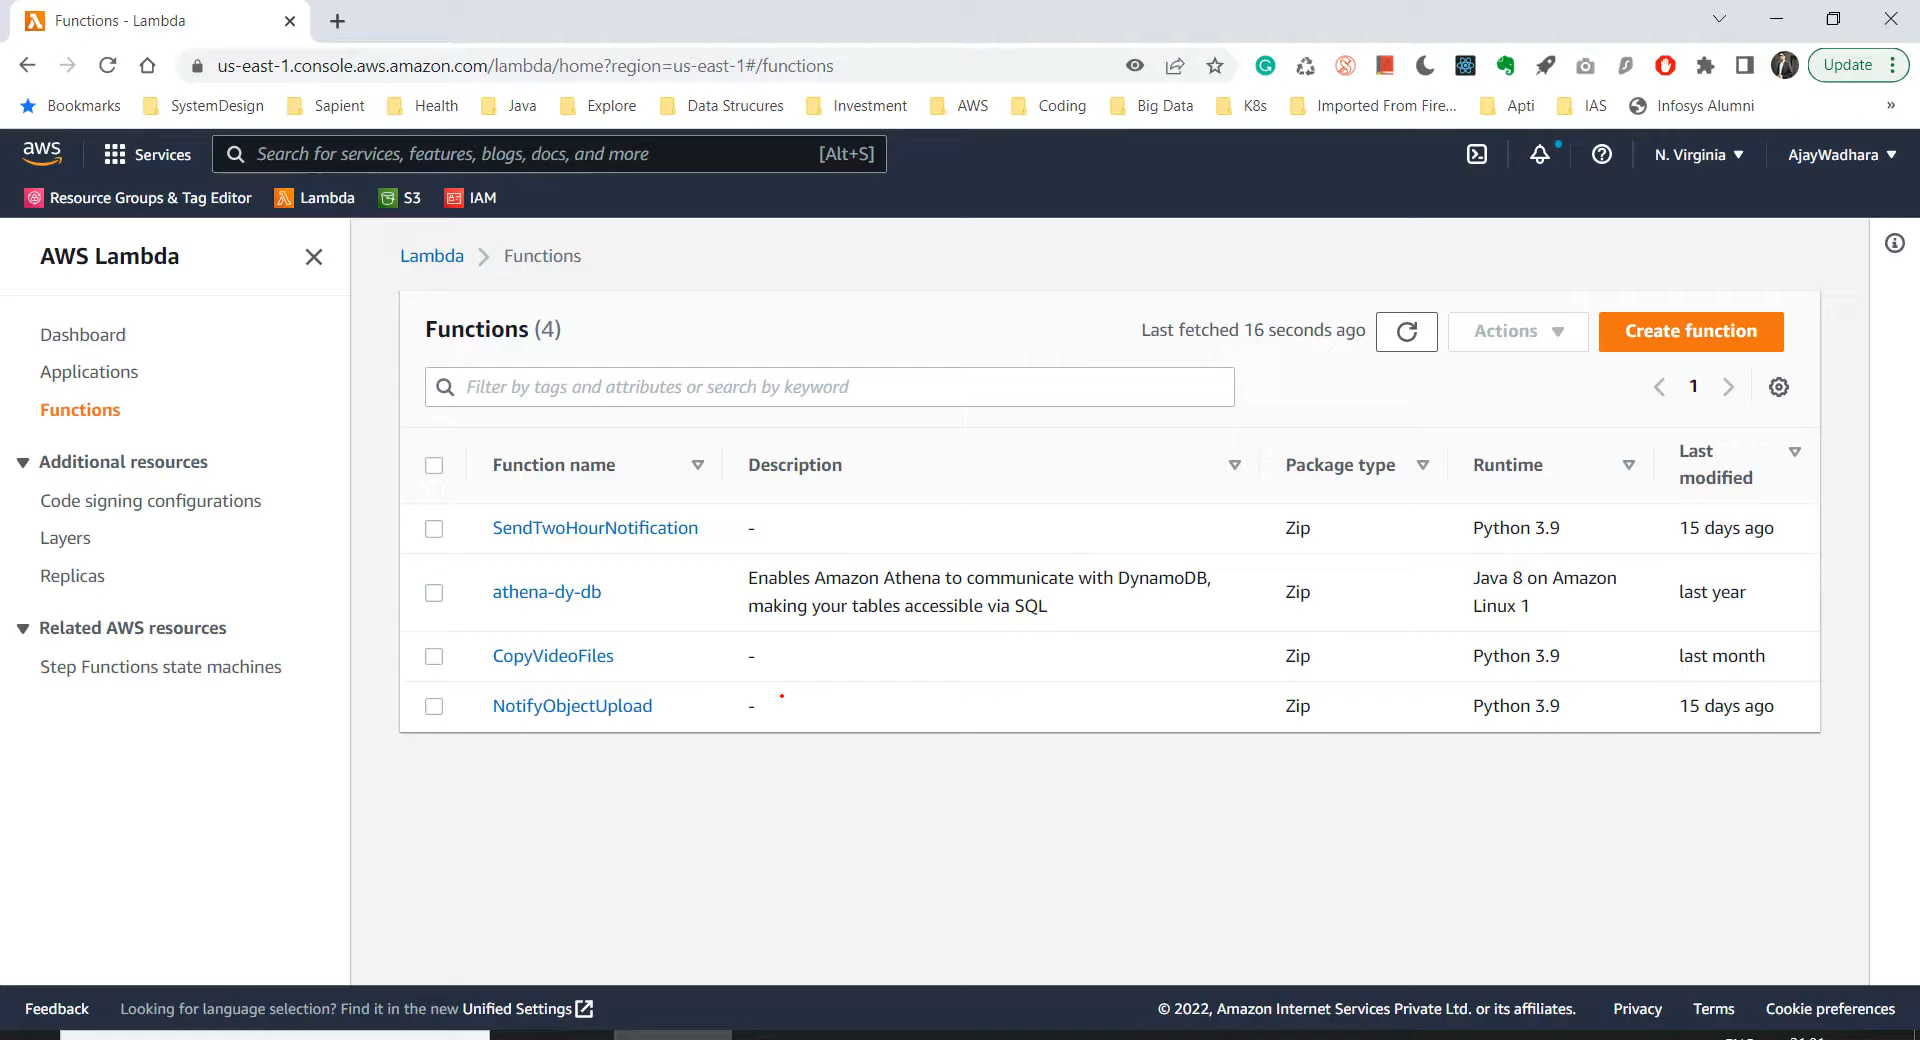 Functions - Lambda
us-east-1.console.aws.amazon.com/lambda/home?region=us-east-1#/functions
Update
Bookmarks SystemDesign Sapient Health Java Explore Data Strucures Investment AWS Coding Big Data K8s Imported From Fire... Apti IAS Infosys Alumni »
aws Services Search for services, features, blogs, docs, and more [Alt+S] N. Virginia AjayWadhara
Resource Groups & Tag Editor Lambda S3 IAM
AWS Lambda
Dashboard
Applications
Functions
Additional resources
Code signing configurations
Layers
Replicas
Related AWS resources
Step Functions state machines
Lambda Functions
Functions (4) Last fetched 16 seconds ago Actions Create function
Filter by tags and attributes or search by keyword 1
Function name Description Package type Runtime Last
modified
SendTwoHourNotification - Zip Python 3.9 15 days ago
athena-dy-db Enables Amazon Athena to communicate with DynamoDB, Zip Java 8 on Amazon last year
making your tables accessible via SQL Linux 1
CopyVideoFiles - Zip Python 3.9 last month
NotifyObjectUpload - Zip Python 3.9 15 days ago
Feedback Looking for language selection? Find it in the new Unified Settings © 2022, Amazon Internet Services Private Ltd. or its affiliates. Privacy Terms Cookie preferences